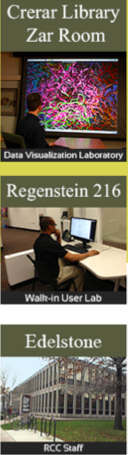 Crerar Library
Zar Room
Data Visualization Laboratory
Regenstein 216
Walk-in User Lab
Edelstone
RCC Staff